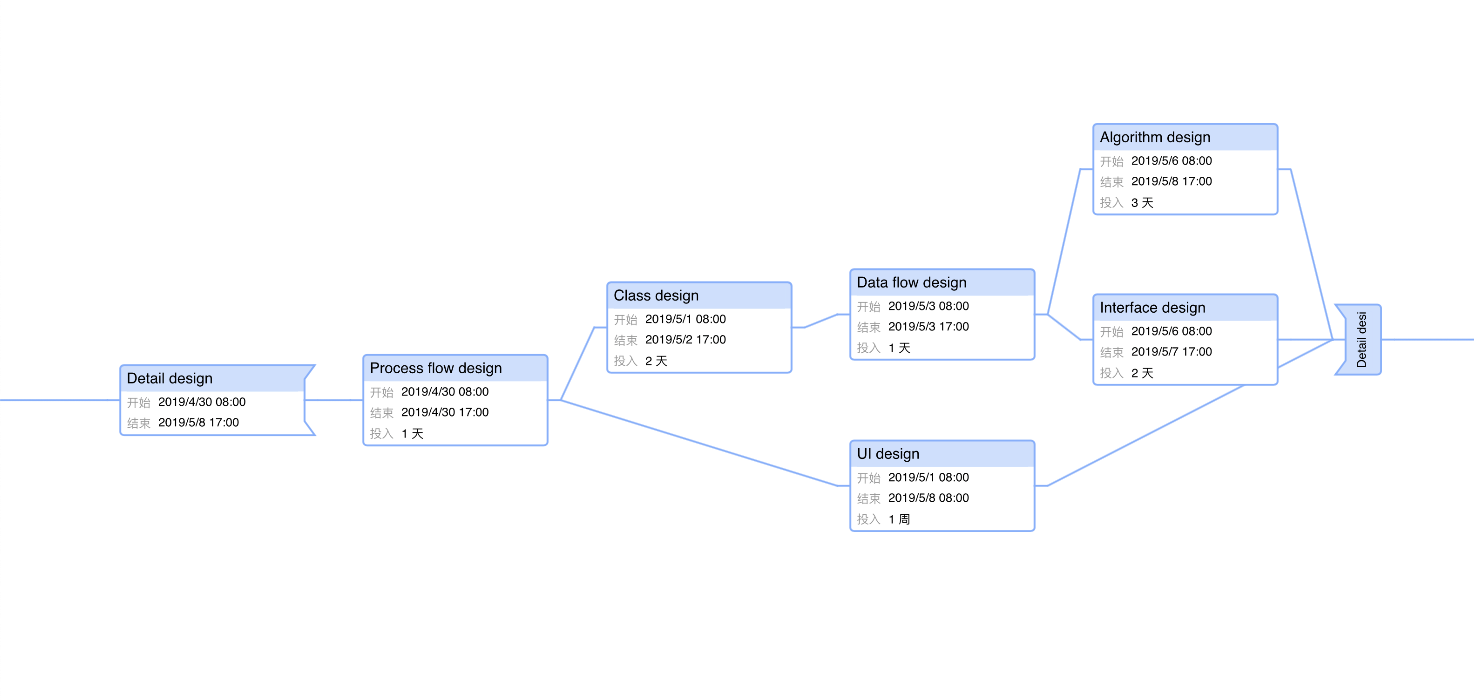 Detail design
开始 2019/4/30 08:00
结束 2019/5/8 17:00
Process flow design
开始 2019/4/30 08:00
结束 2019/4/30 17:00
投入 1 天
Class design
开始 2019/5/1 08:00
结束 2019/5/2 17:00
投入 2 天
Data flow design
开始 2019/5/3 08:00
结束 2019/5/3 17:00
投入 1 天
UI design
开始 2019/5/1 08:00
结束 2019/5/8 08:00
投入 1 周
Algorithm design
开始 2019/5/6 08:00
结束 2019/5/8 17:00
投入 3 天
Interface design
开始 2019/5/6 08:00
结束 2019/5/7 17:00
投入 2 天
Detail desi